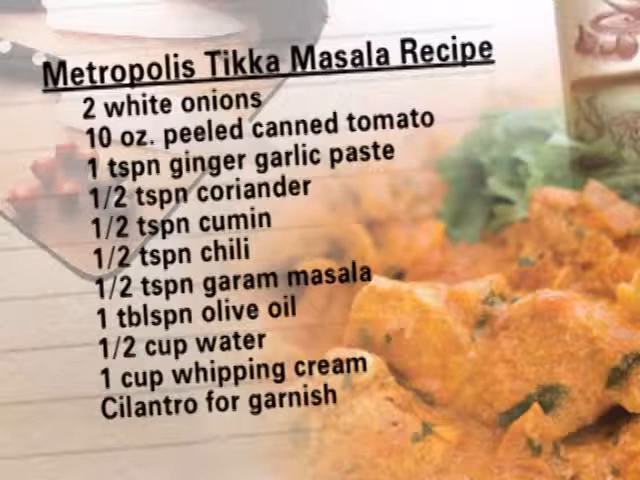 Metropolis Tikka Masala Recipe
2 white onions
10 oz. peeled canned tomato
1 tspn ginger garlic paste
1/2 tspn coriander
1/2 tspn cumin
1/2 tspn chili
1/2 tspn garam masala
1 tblspn olive oil
1/2 cup water
1 cup whipping cream
Cilantro for garnish